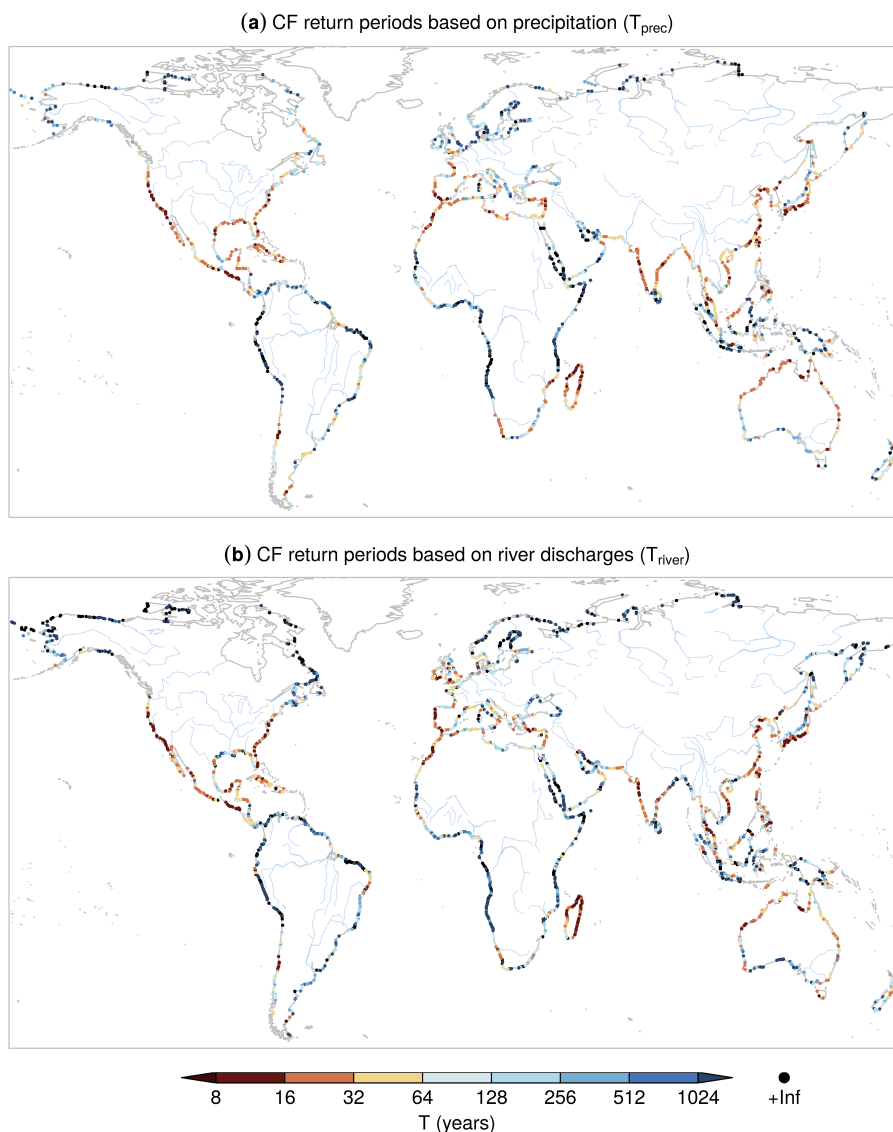 (a) CF return periods based on precipitation (Tprec)
(b) CF return periods based on river discharges (Triver)
8 16 32 64 128 256 512 1024 +Inf
T (years)